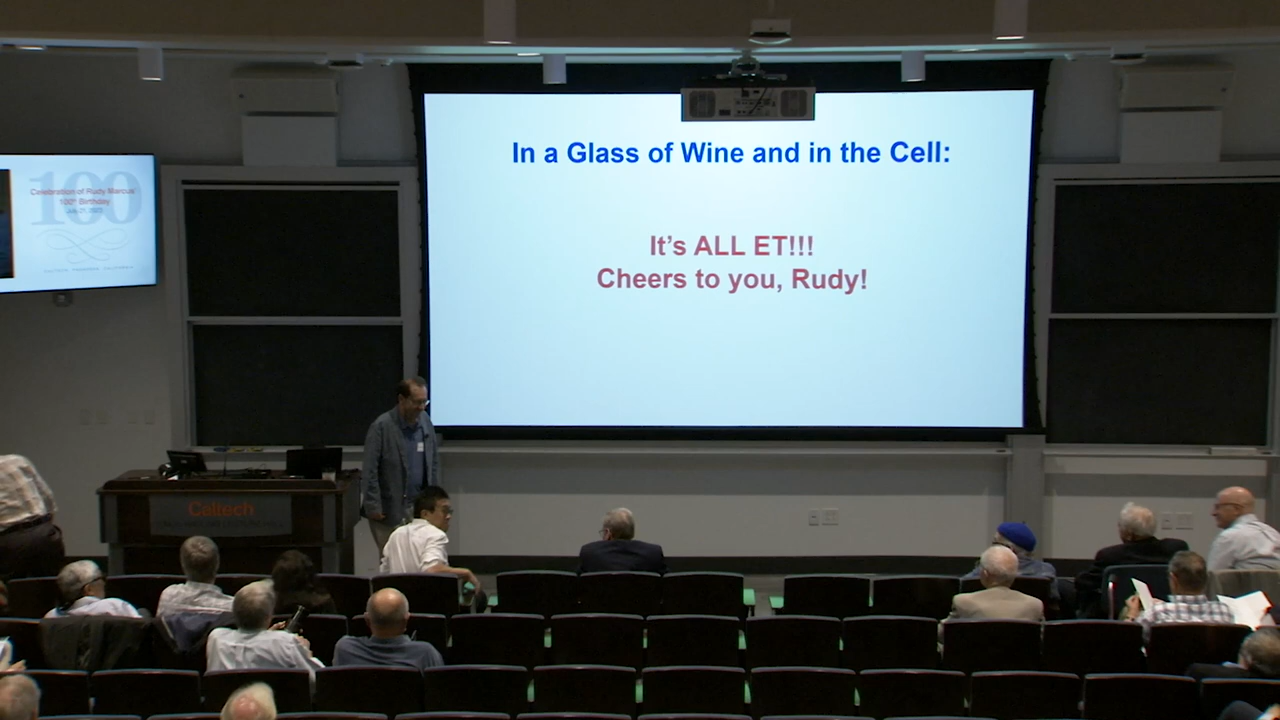 In a Glass of Wine and in the Cell:
It’s ALL ET!!!
Cheers to you, Rudy!
100
Celebration of Rudy Marcus'
100th Birthday
Caltech